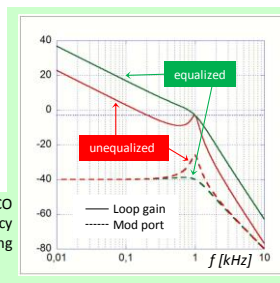 40
20
0
-20
-40
-60
-80
equalized
unequalized
Loop gain
Mod port
0,01
0,1
1
10
f [kHz]
CO
cy
ng